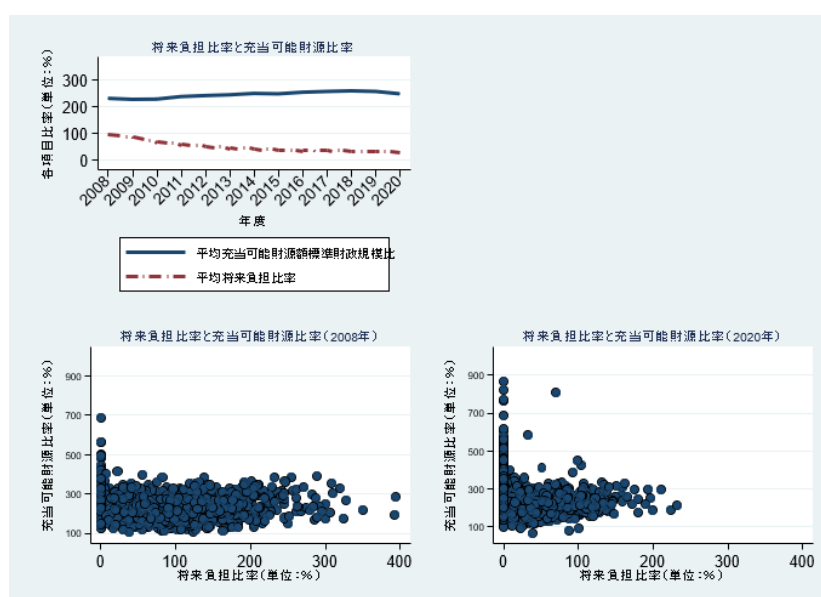 将来負担比率と充当可能財源比率
各項目比率(単位:%)
300
200
100
0
2008 2009 2010 2011 2012 2013 2014 2015 2016 2017 2018 2019 2020
年度
平均充当可能財源額標準財政規模比
平均将来負担比率
将来負担比率と充当可能財源比率(2008年)
充当可能財源比率(単位:%)
900
700
500
300
100
0 100 200 300 400
将来負担比率(単位:%)
将来負担比率と充当可能財源比率(2020年)
充当可能財源比率(単位:%)
900
700
500
300
100
0 100 200 300 400
将来負担比率(単位:%)